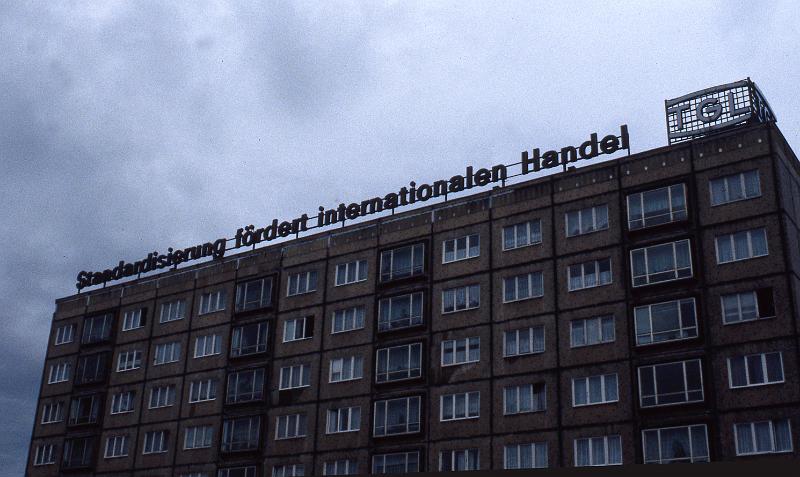 Standardisierung fördert internationalen Handel
TGL